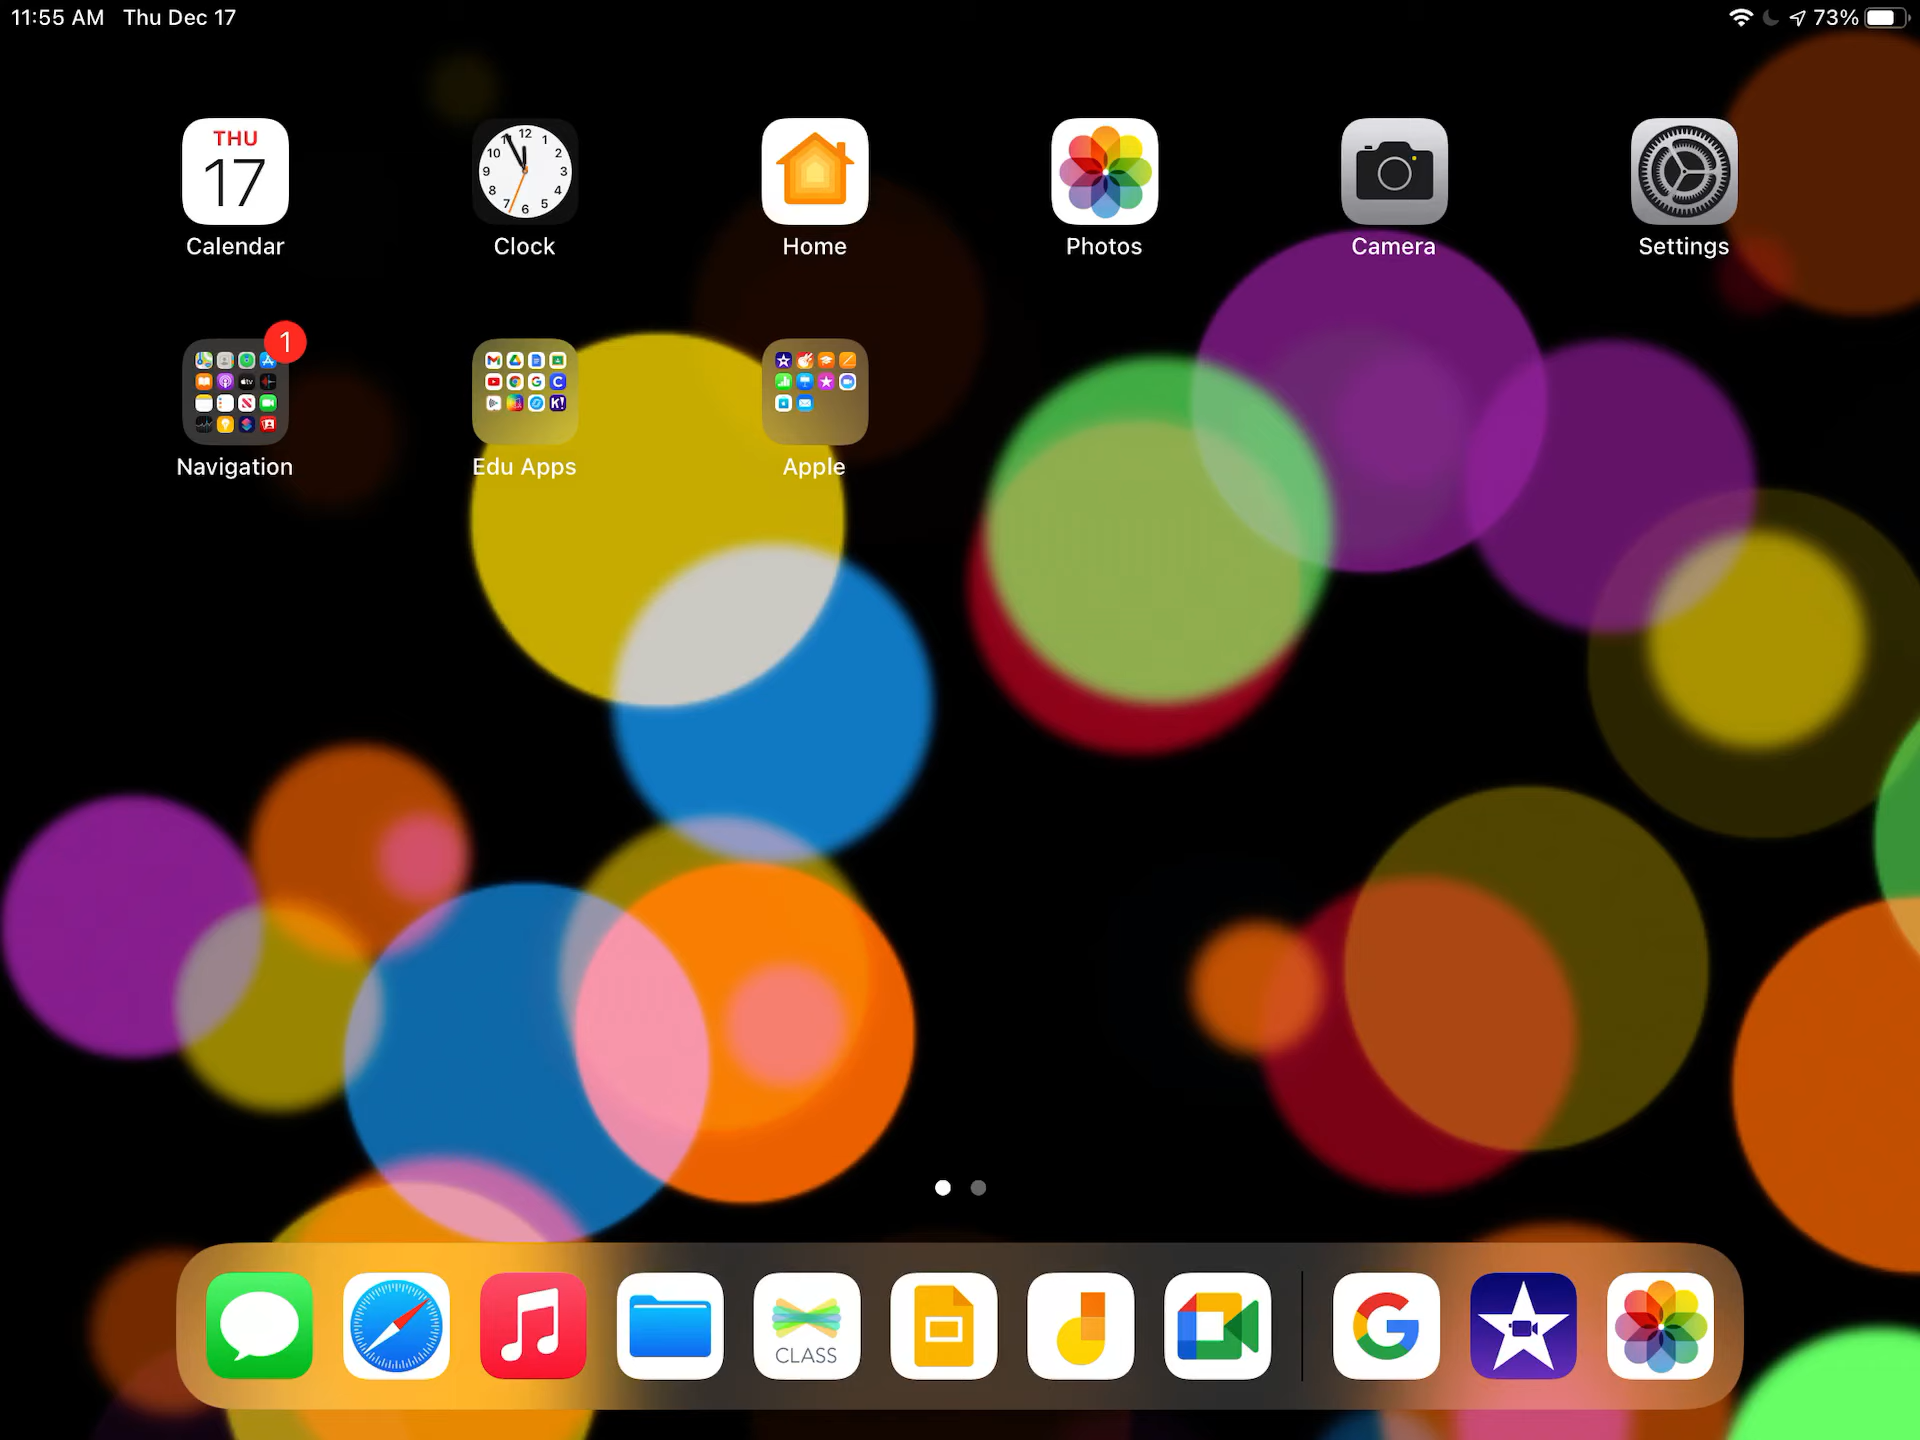 11:55 AM Thu Dec 17
73%
THU
17
Calendar
Clock
Home
Photos
Camera
Settings
1
Navigation
Edu Apps
Apple
CLASS